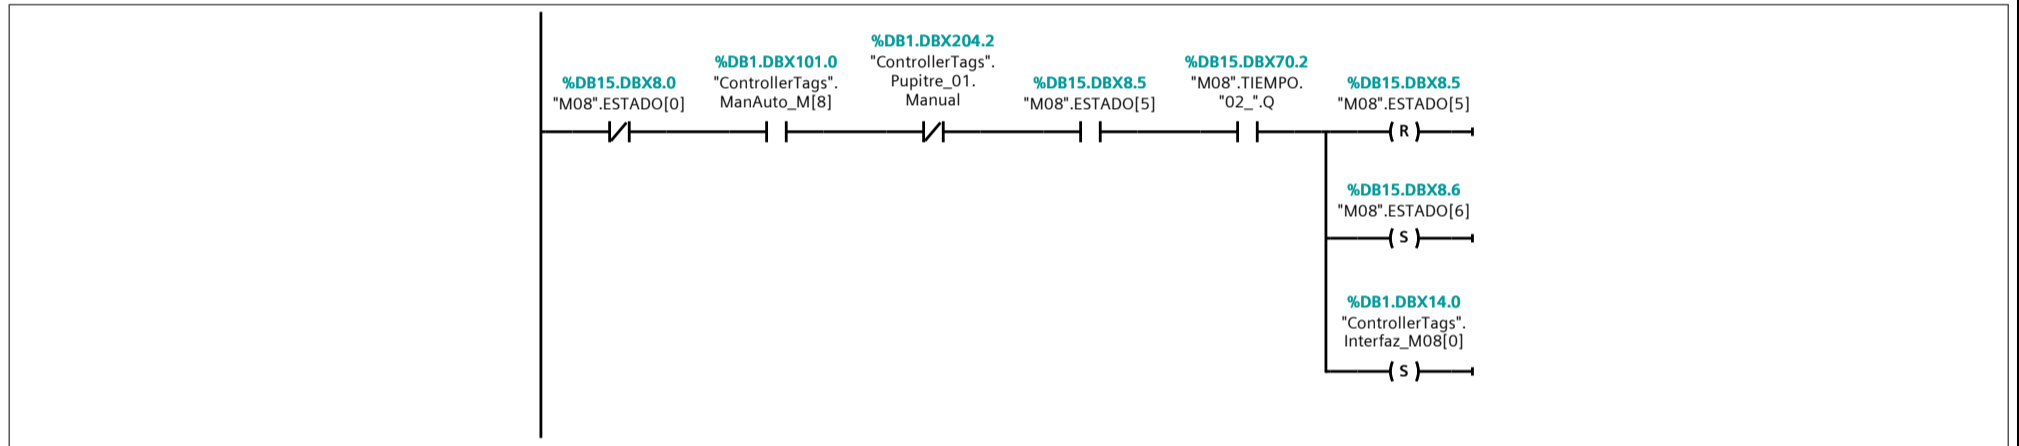 %DB15.DBX8.0
"M08".ESTADO[0]
%DB1.DBX101.0
"ControllerTags".
ManAuto_M[8]
%DB1.DBX204.2
"ControllerTags".
Pupitre_01.
Manual
%DB15.DBX8.5
"M08".ESTADO[5]
%DB15.DBX70.2
"M08".TIEMPO.
"02_".Q
%DB15.DBX8.5
"M08".ESTADO[5]
R
%DB15.DBX8.6
"M08".ESTADO[6]
S
%DB1.DBX14.0
"ControllerTags".
Interfaz_M08[0]
S